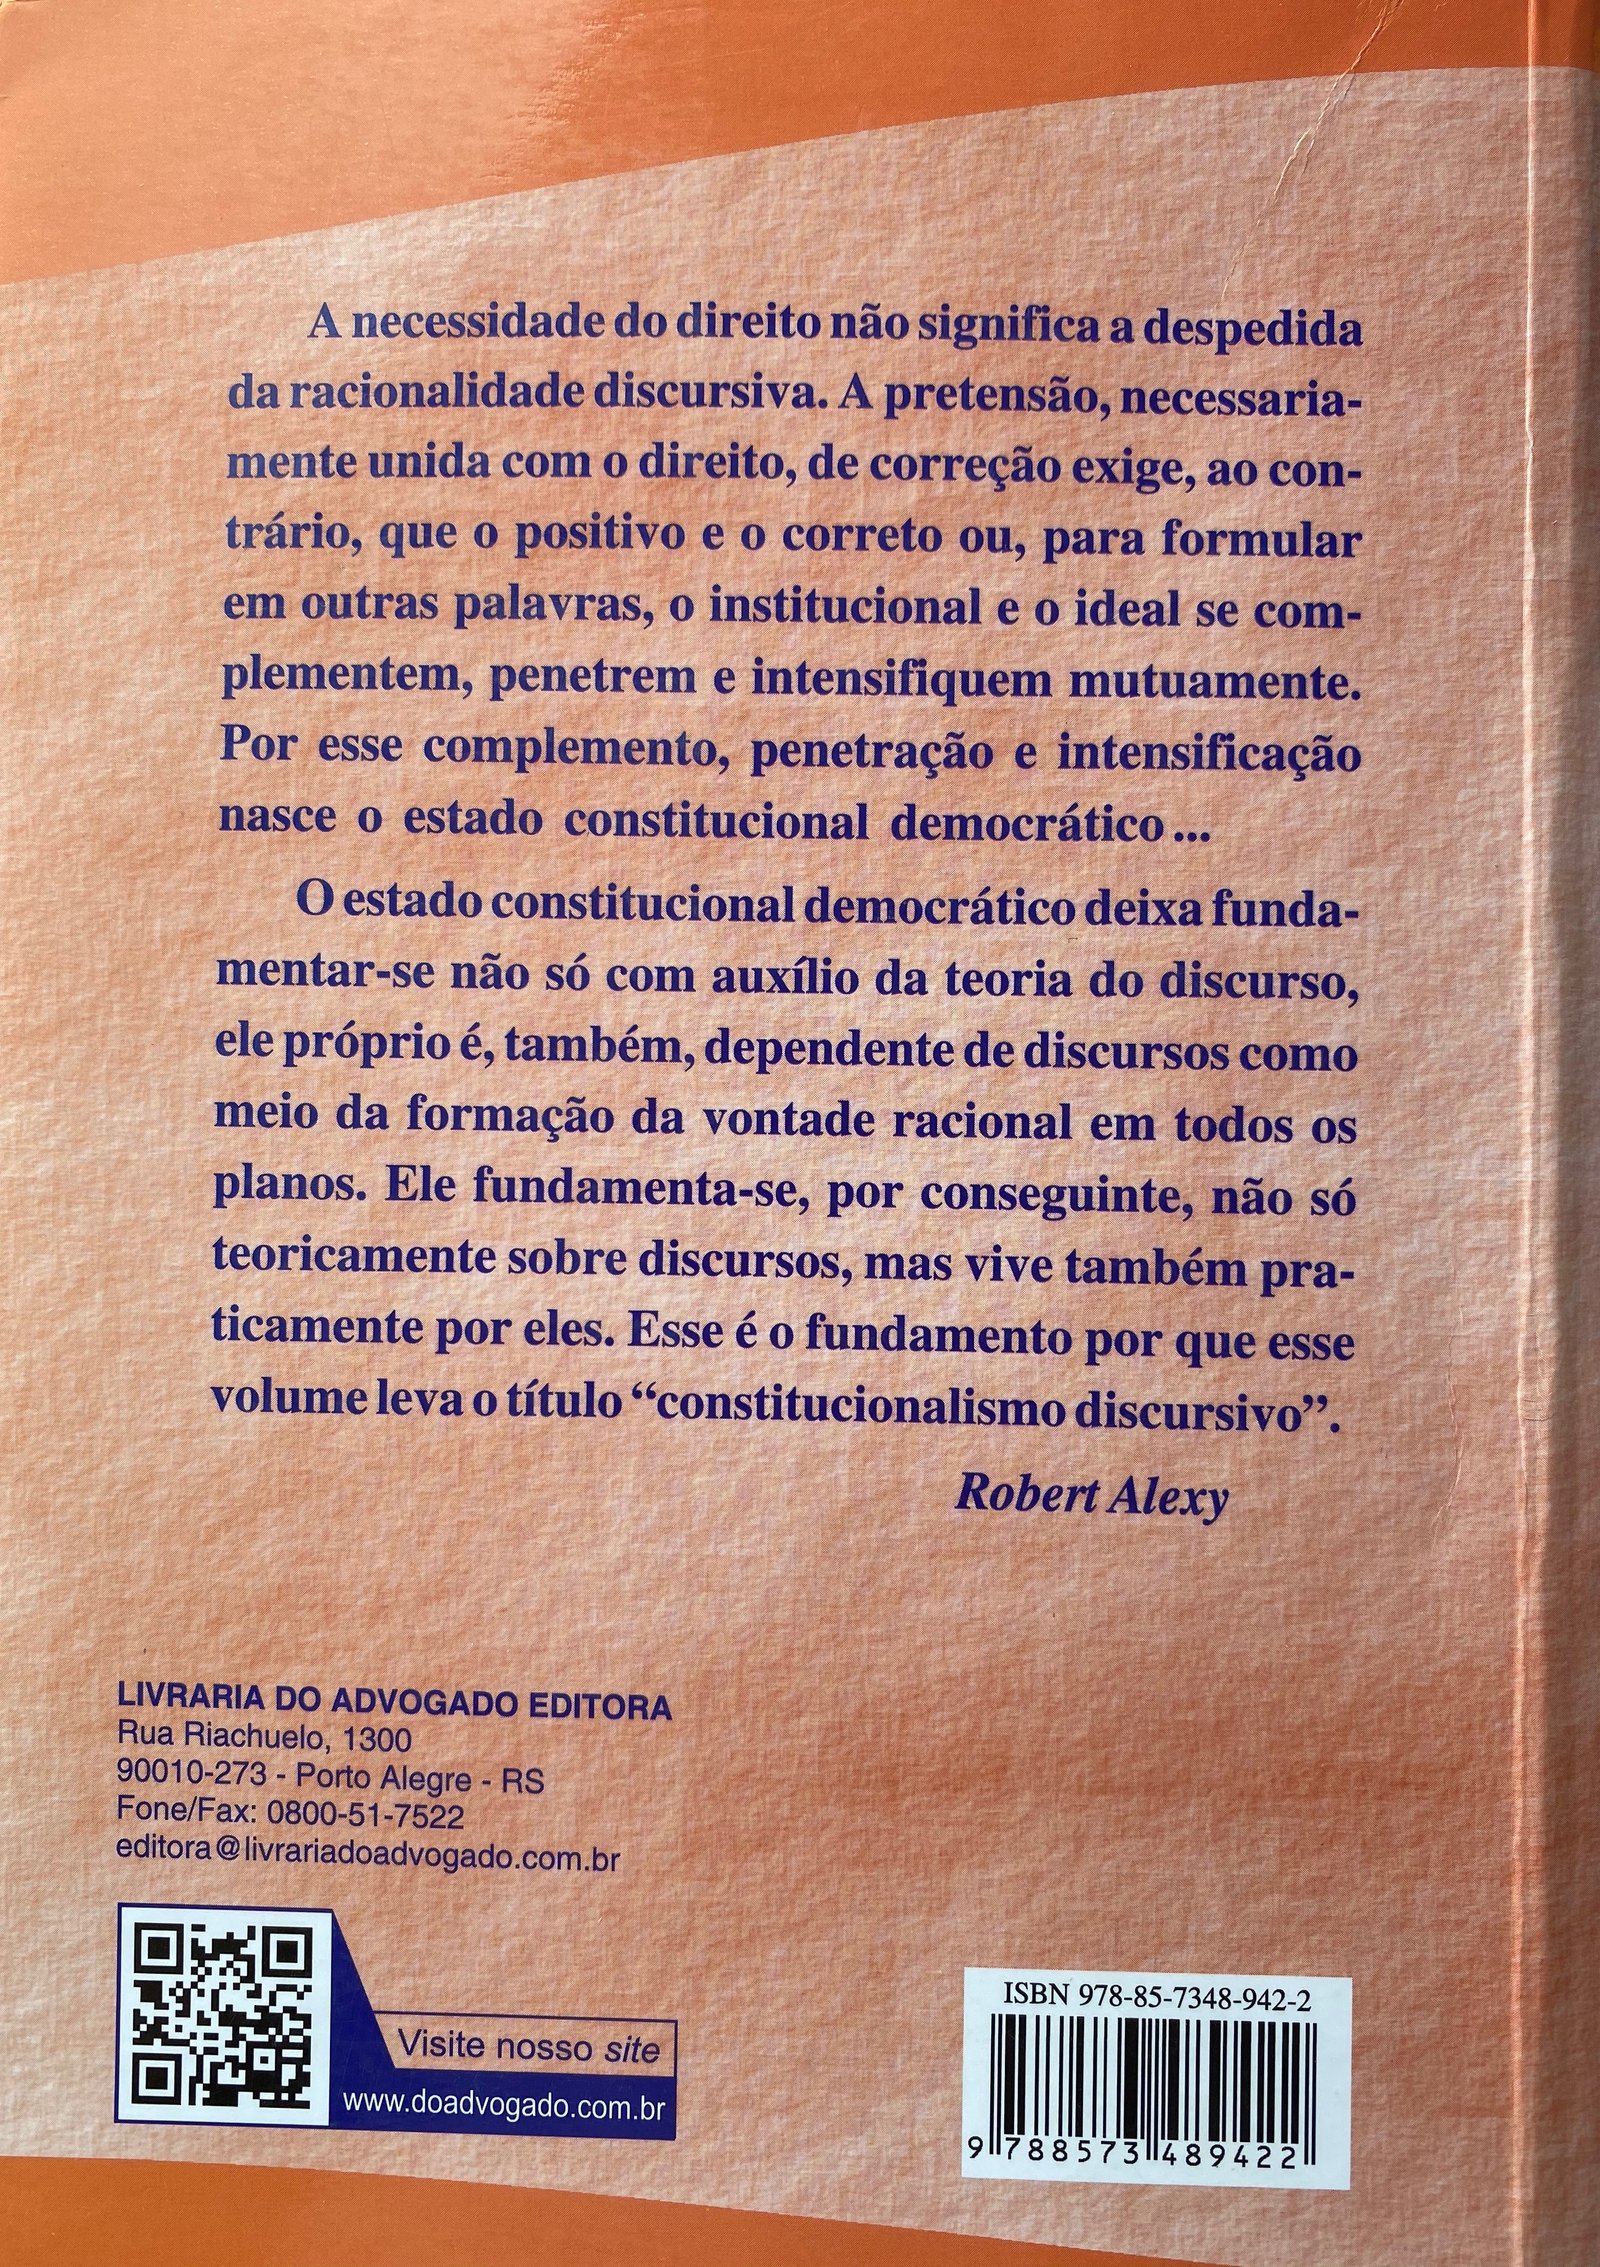 A necessidade do direito não significa a despedida
da racionalidade discursiva. A pretensão, necessaria-
mente unida com o direito, de correção exige, ao con-
trário, que o positivo e o correto ou, para formular
em outras palavras, o institucional e o ideal se com-
plementem, penetrem e intensifiquem mutuamente.
Por esse complemento, penetração e intensificação
nasce o estado constitucional democrático...
O estado constitucional democrático deixa funda-
mentar-se não só com auxílio da teoria do discurso,
ele próprio é, também, dependente de discursos como
meio da formação da vontade racional em todos os
planos. Ele fundamenta-se, por conseguinte, não só
teoricamente sobre discursos, mas vive também pra-
ticamente por eles. Esse é o fundamento por que esse
volume leva o título “constitucionalismo discursivo”.
Robert Alexy
LIVRARIA DO ADVOGADO EDITORA
Rua Riachuelo, 1300
90010-273 - Porto Alegre - RS
Fone/Fax: 0800-51-7522
editora@livrariadoadvogado.com.br
Visite nosso site
www.doadvogado.com.br
ISBN 978-85-7348-942-2
9 788573 489422